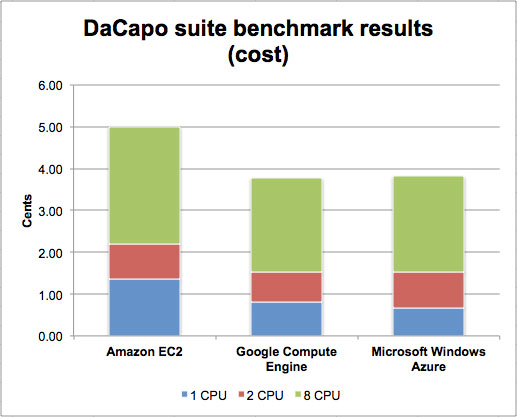 DaCapo suite benchmark results
(cost)
6.00
5.00
4.00
3.00
2.00
1.00
0.00
Cents
Amazon EC2
Google Compute
Engine
Microsoft Windows
Azure
1 CPU
2 CPU
8 CPU